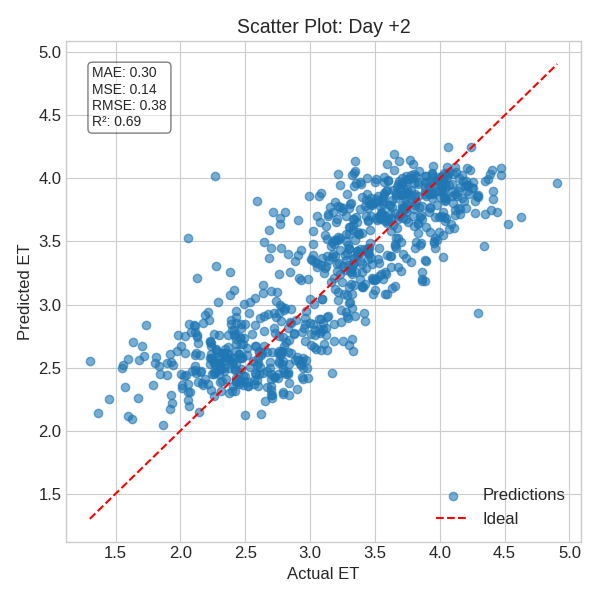 Scatter Plot: Day +2
MAE: 0.30
MSE: 0.14
RMSE: 0.38
R²: 0.69
Predicted ET
5.0
4.5
4.0
3.5
3.0
2.5
2.0
1.5
Predictions
Ideal
1.5 2.0 2.5 3.0 3.5 4.0 4.5 5.0
Actual ET